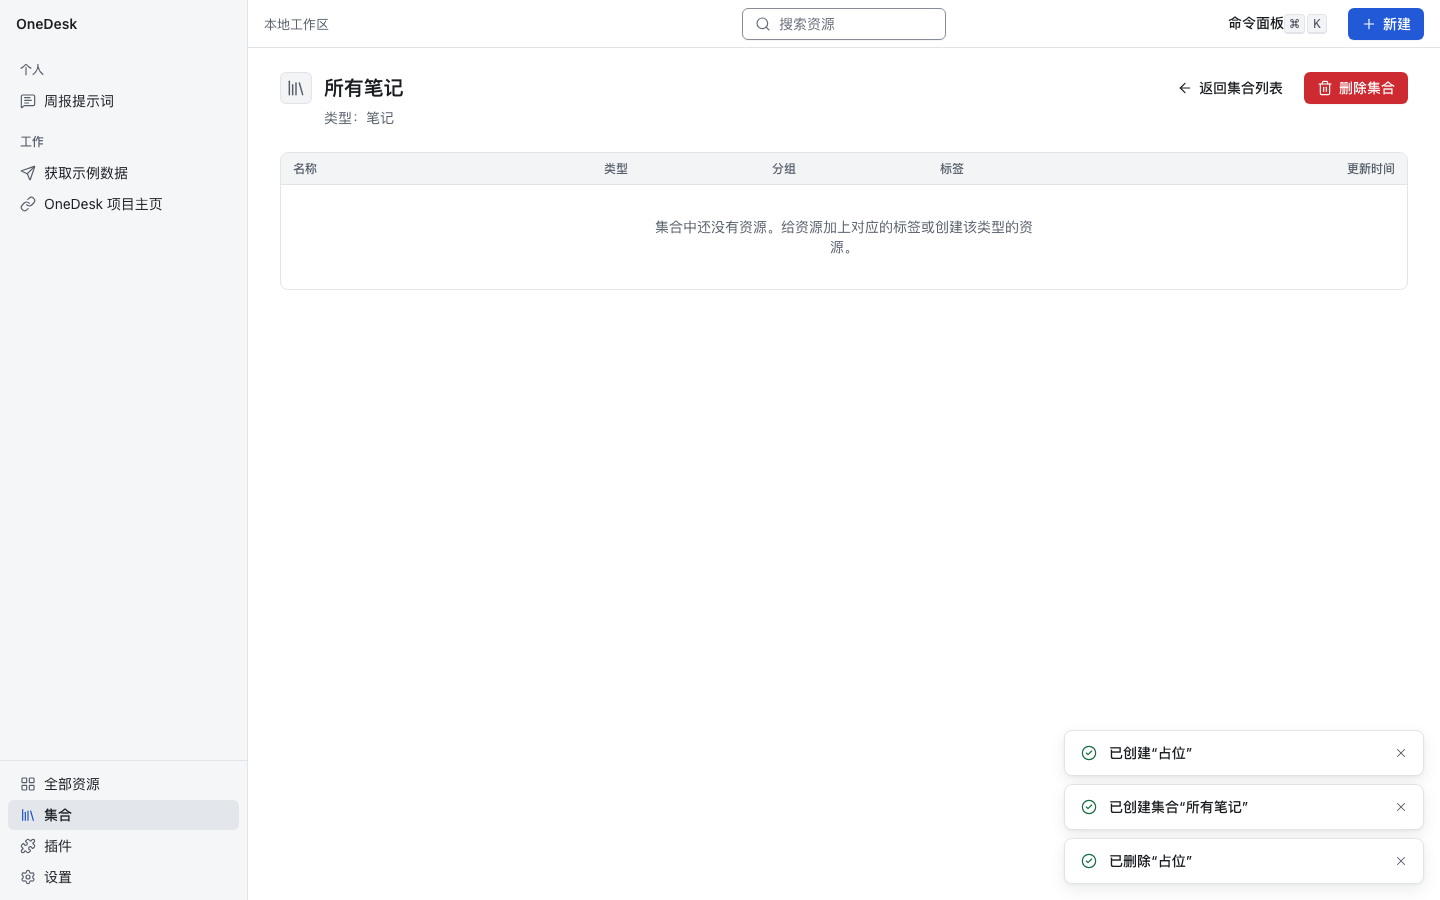 OneDesk
本地工作区
搜索资源
命令面板 ⌘ K
新建
个人
周报提示词
工作
获取示例数据
OneDesk 项目主页
所有笔记
类型：笔记
返回集合列表
删除集合
名称 类型 分组 标签 更新时间
集合中还没有资源。给资源加上对应的标签或创建该类型的资
源。
全部资源
集合
插件
设置
已创建“占位”
已创建集合“所有笔记”
已删除“占位”